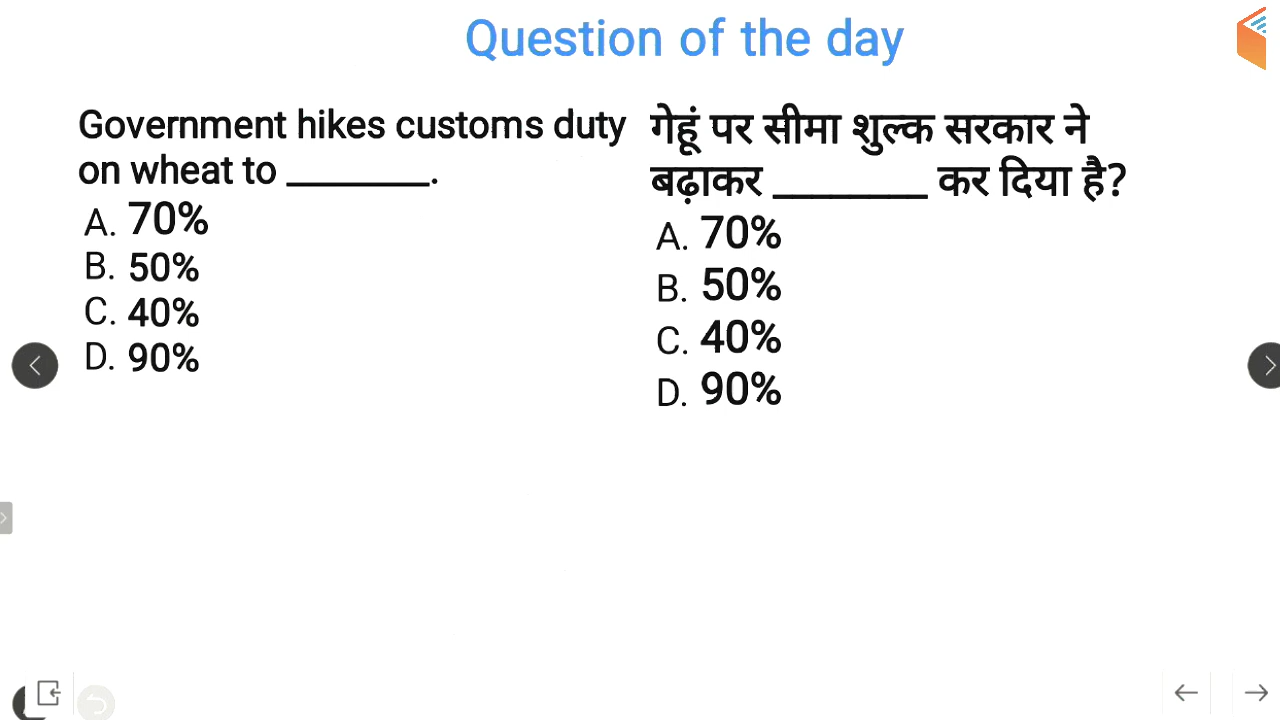 Question of the day
Government hikes customs duty
on wheat to ________.
A. 70%
B. 50%
C. 40%
D. 90%
गेहूं पर सीमा शुल्क सरकार ने
बढ़ाकर ________ कर दिया है?
A. 70%
B. 50%
C. 40%
D. 90%